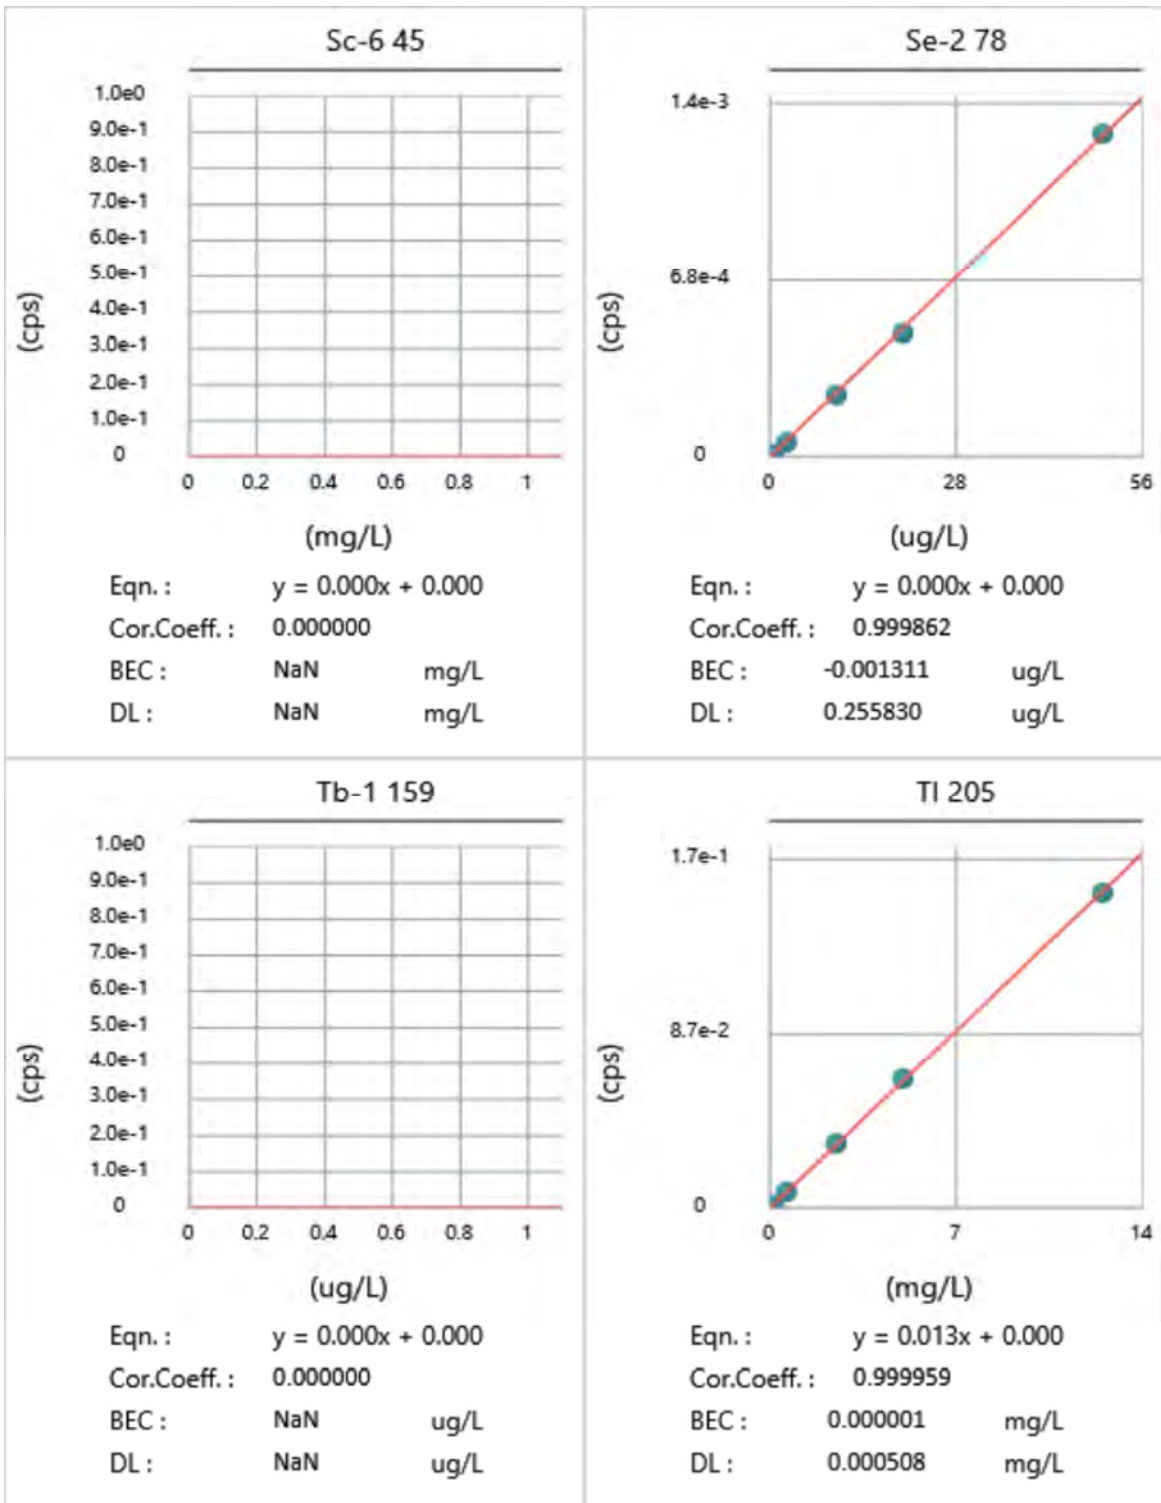 Sc-6 45
1.0e0
9.0e-1
8.0e-1
7.0e-1
6.0e-1
5.0e-1
4.0e-1
3.0e-1
2.0e-1
1.0e-1
0
(cps)
0 0.2 0.4 0.6 0.8 1
(mg/L)
Eqn. : y = 0.000x + 0.000
Cor.Coeff. : 0.000000
BEC : NaN mg/L
DL : NaN mg/L
Se-2 78
1.4e-3
6.8e-4
0
(cps)
0 28 56
(ug/L)
Eqn. : y = 0.000x + 0.000
Cor.Coeff. : 0.999862
BEC : -0.001311 ug/L
DL : 0.255830 ug/L
Tb-1 159
1.0e0
9.0e-1
8.0e-1
7.0e-1
6.0e-1
5.0e-1
4.0e-1
3.0e-1
2.0e-1
1.0e-1
0
(cps)
0 0.2 0.4 0.6 0.8 1
(ug/L)
Eqn. : y = 0.000x + 0.000
Cor.Coeff. : 0.000000
BEC : NaN ug/L
DL : NaN ug/L
Tl 205
1.7e-1
8.7e-2
0
(cps)
0 7 14
(mg/L)
Eqn. : y = 0.013x + 0.000
Cor.Coeff. : 0.999959
BEC : 0.000001 mg/L
DL : 0.000508 mg/L